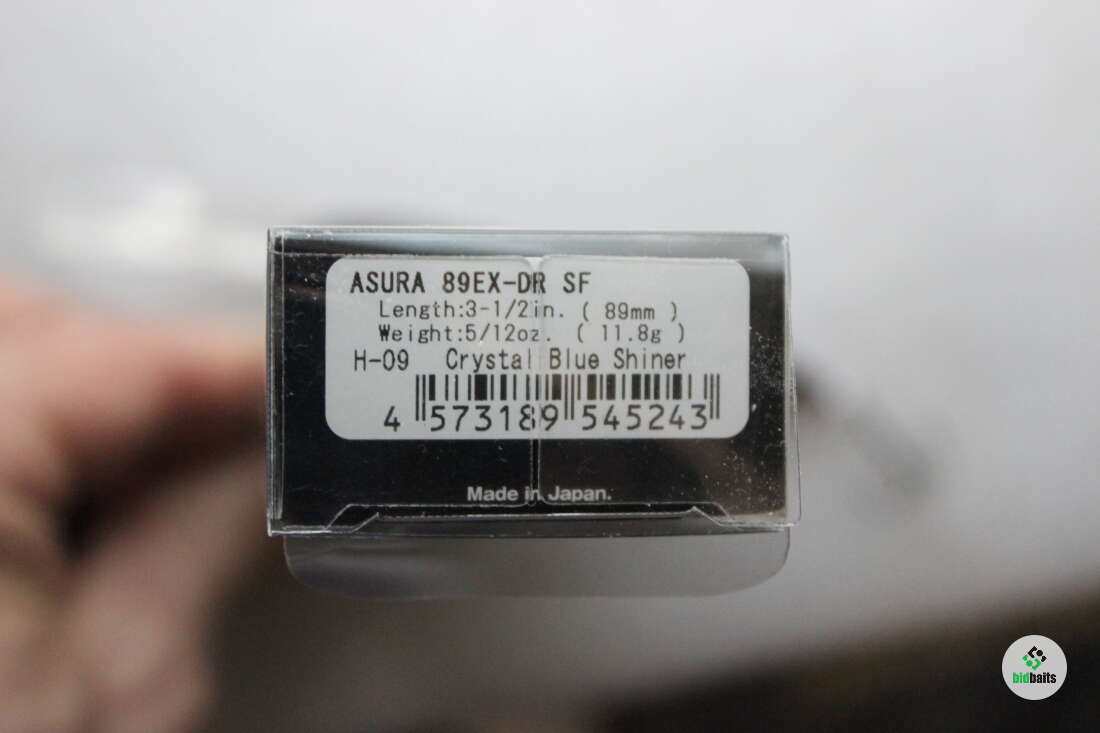 ASURA 89EX-DR SF
Length:3-1/2in. ( 89mm )
Weight:5/12oz. ( 11.8g )
H-09 Crystal Blue Shiner
4 573189 545243
Made in Japan.
bidbaits